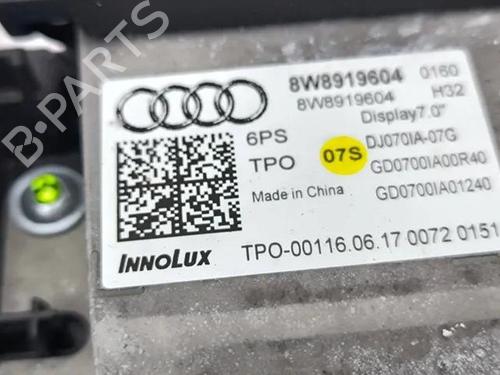 8W8919604 0160
8W8919604 H32
Display7.0"
6PS
TPO
07S
DJ070IA-07G
GD0700IA00R40
Made in China
GD0700IA01240
INNOLUX
TPO-00116.06.17 0072 0151
B-PARTS